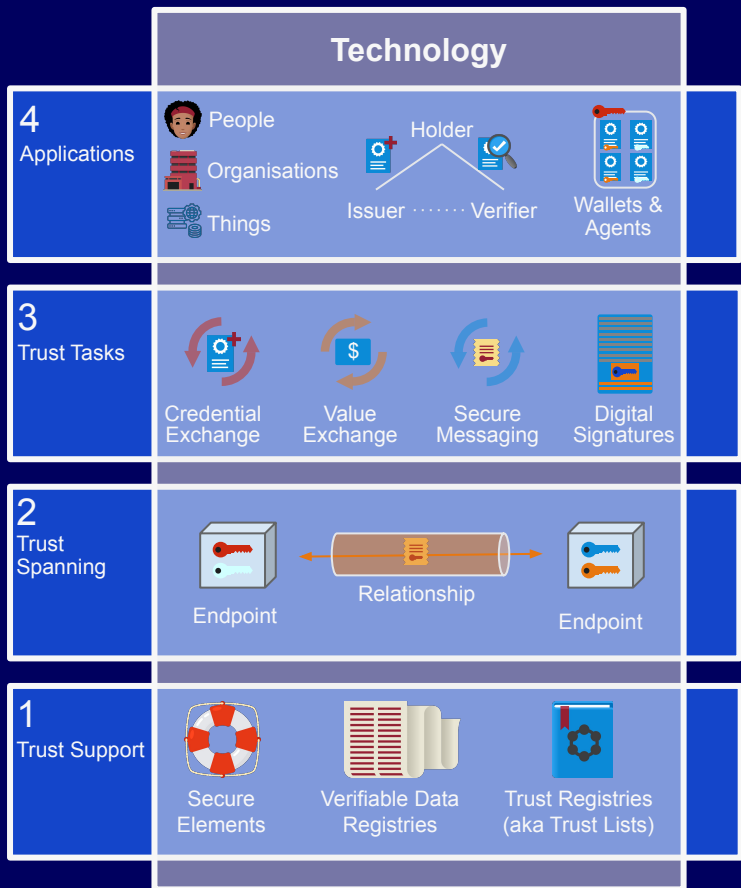 Technology
4
Applications
People
Organisations
Things
Holder
Issuer ....... Verifier
Wallets &
Agents
3
Trust Tasks
$
Credential
Exchange
Value
Exchange
Secure
Messaging
Digital
Signatures
2
Trust
Spanning
Endpoint
Relationship
Endpoint
1
Trust Support
Secure
Elements
Verifiable Data
Registries
Trust Registries
(aka Trust Lists)